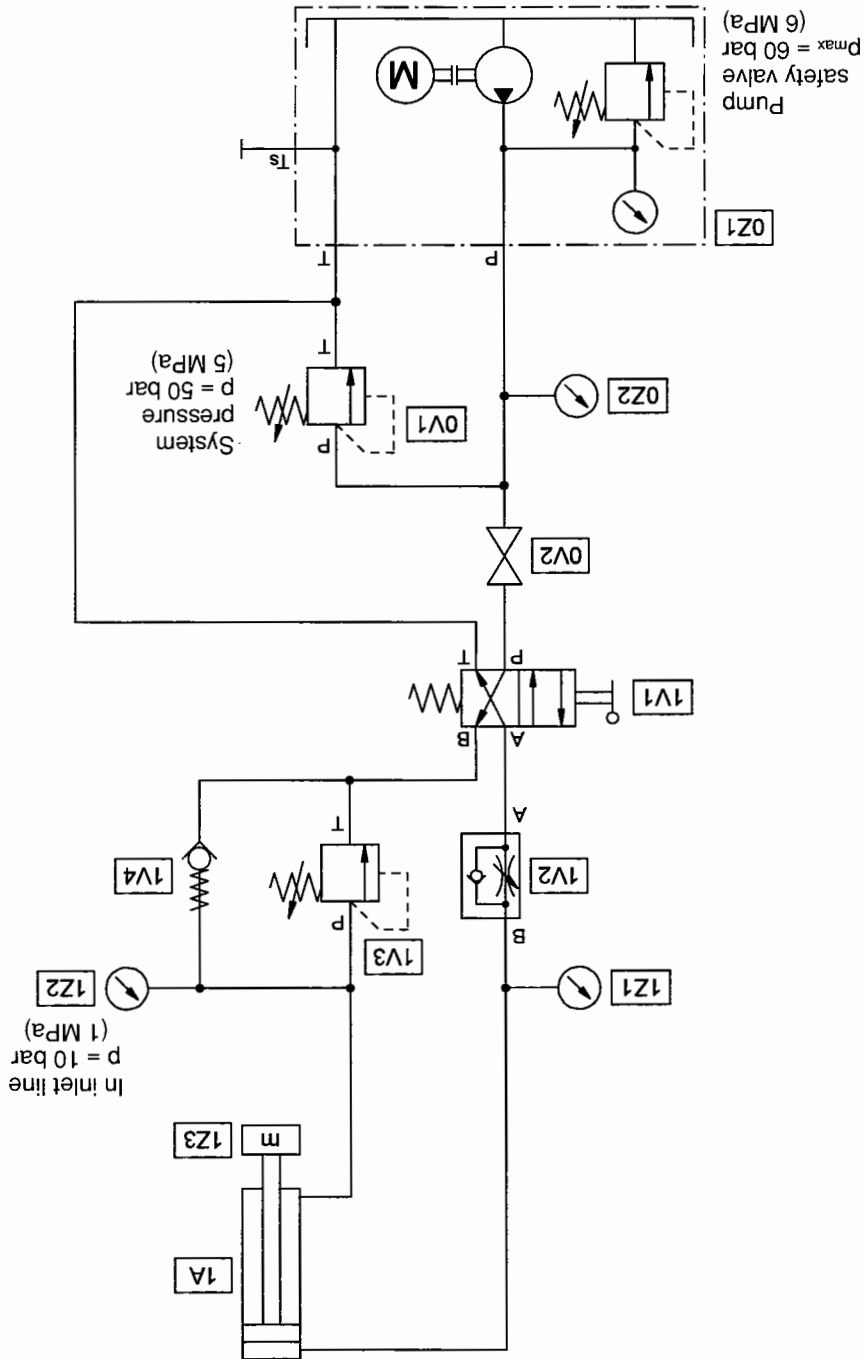 1A
1Z3
m
In inlet line
p = 10 bar
(1 MPa)
1Z2
1Z1
1V3
B
P
1V4
1V2
T
A
B
A
1V1
T
P
0V2
P
System
pressure
p = 50 bar
(5 MPa)
0V1
0Z2
T
T
P
0Z1
Ts
M
Pump
safety valve
pmax = 60 bar
(6 MPa)